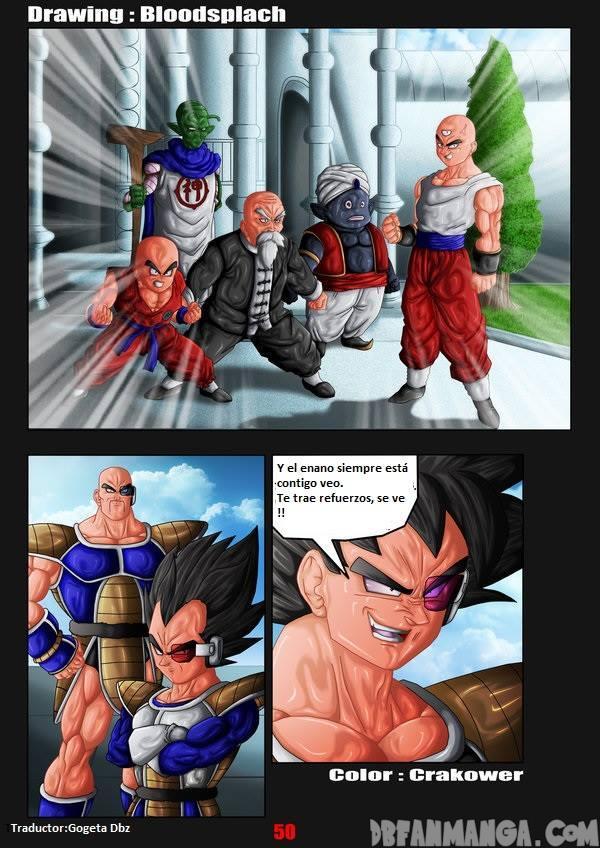 Drawing : Bloodsplach
神
Y el enano siempre está
contigo veo.
Te trae refuerzos, se ve
!!
Color : Crakower
Traductor:Gogeta Dbz
50
DBFANMANGA.COM